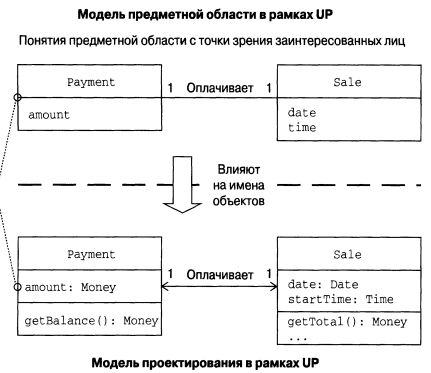 Модель предметной области в рамках UP
Понятия предметной области с точки зрения заинтересованных лиц
Payment
1 Оплачивает 1
Sale
amount
date
time
Влияют
на имена
объектов
Payment
1 Оплачивает 1
Sale
amount: Money
date: Date
startTime: Time
getBalance(): Money
getTotal(): Money
...
Модель проектирования в рамках UP